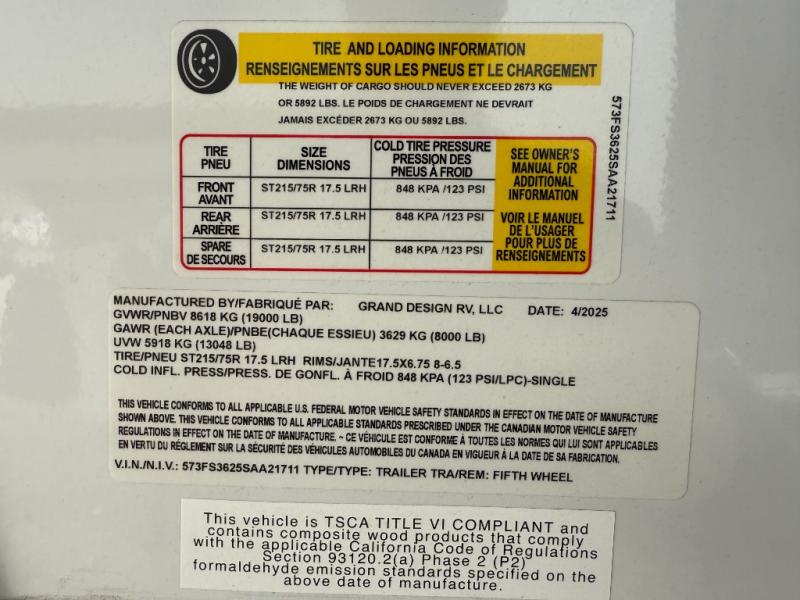 TIRE AND LOADING INFORMATION
RENSEIGNEMENTS SUR LES PNEUS ET LE CHARGEMENT
THE WEIGHT OF CARGO SHOULD NEVER EXCEED 2673 KG
OR 5892 LBS. LE POIDS DE CHARGEMENT NE DEVRAIT
JAMAIS EXCÉDER 2673 KG OU 5892 LBS.
573FS3625SAA21711
TIRE
PNEU
SIZE
DIMENSIONS
COLD TIRE PRESSURE
PRESSION DES
PNEUS À FROID
FRONT
AVANT
ST215/75R 17.5 LRH
848 KPA /123 PSI
REAR
ARRIÈRE
ST215/75R 17.5 LRH
848 KPA /123 PSI
SPARE
DE SECOURS
ST215/75R 17.5 LRH
848 KPA /123 PSI
SEE OWNER'S
MANUAL FOR
ADDITIONAL
INFORMATION
VOIR LE MANUEL
DE L'USAGER
POUR PLUS DE
RENSEIGNEMENTS
MANUFACTURED BY/FABRIQUÉ PAR: GRAND DESIGN RV, LLC DATE: 4/2025
GVWR/PNBV 8618 KG (19000 LB)
GAWR (EACH AXLE)/PNBE(CHAQUE ESSIEU) 3629 KG (8000 LB)
UVW 5918 KG (13048 LB)
TIRE/PNEU ST215/75R 17.5 LRH RIMS/JANTE17.5X6.75 8-6.5
COLD INFL. PRESS/PRESS. DE GONFL. À FROID 848 KPA (123 PSI/LPC)-SINGLE
THIS VEHICLE CONFORMS TO ALL APPLICABLE U.S. FEDERAL MOTOR VEHICLE SAFETY STANDARDS IN EFFECT ON THE DATE OF MANUFACTURE
SHOWN ABOVE. THIS VEHICLE CONFORMS TO ALL APPLICABLE STANDARDS PRESCRIBED UNDER THE CANADIAN MOTOR VEHICLE SAFETY
REGULATIONS IN EFFECT ON THE DATE OF MANUFACTURE. ~ CE VÉHICULE EST CONFORME À TOUTES LES NORMES QUI LUI SONT APPLICABLES
EN VERTU DU RÉGLEMENT SUR LA SÉCURITÉ DES VÉHICULES AUTOMOBILES DU CANADA EN VIGUEUR À LA DATE DE SA FABRICATION.
V.I.N./N.I.V.: 573FS3625SAA21711 TYPE/TYPE: TRAILER TRA/REM: FIFTH WHEEL
This vehicle is TSCA TITLE VI COMPLIANT and
contains composite wood products that comply
with the applicable California Code of Regulations
Section 93120.2(a) Phase 2 (P2)
formaldehyde emission standards specified on the
above date of manufacture.